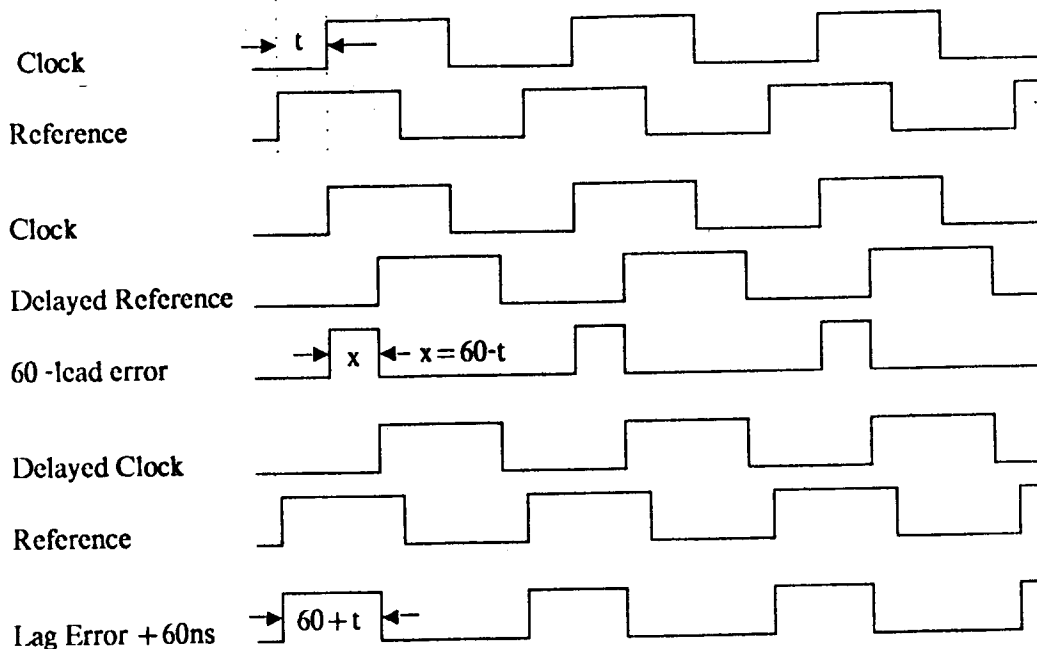 t
Clock
Reference
Clock
Delayed Reference
60 -lead error
x
x = 60-t
Delayed Clock
Reference
60+t
Lag Error +60ns